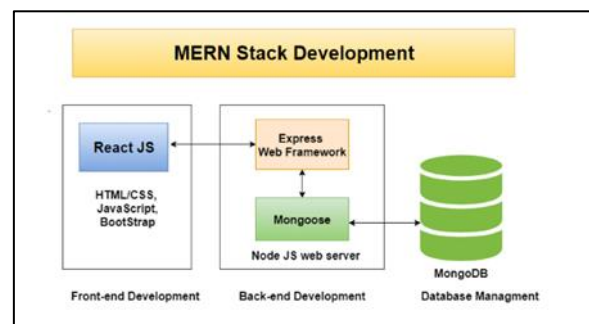 MERN Stack Development
React JS
HTML/CSS,
JavaScript,
BootStrap
Express
Web Framework
Mongoose
Node JS web server
MongoDB
Front-end Development
Back-end Development
Database Managment